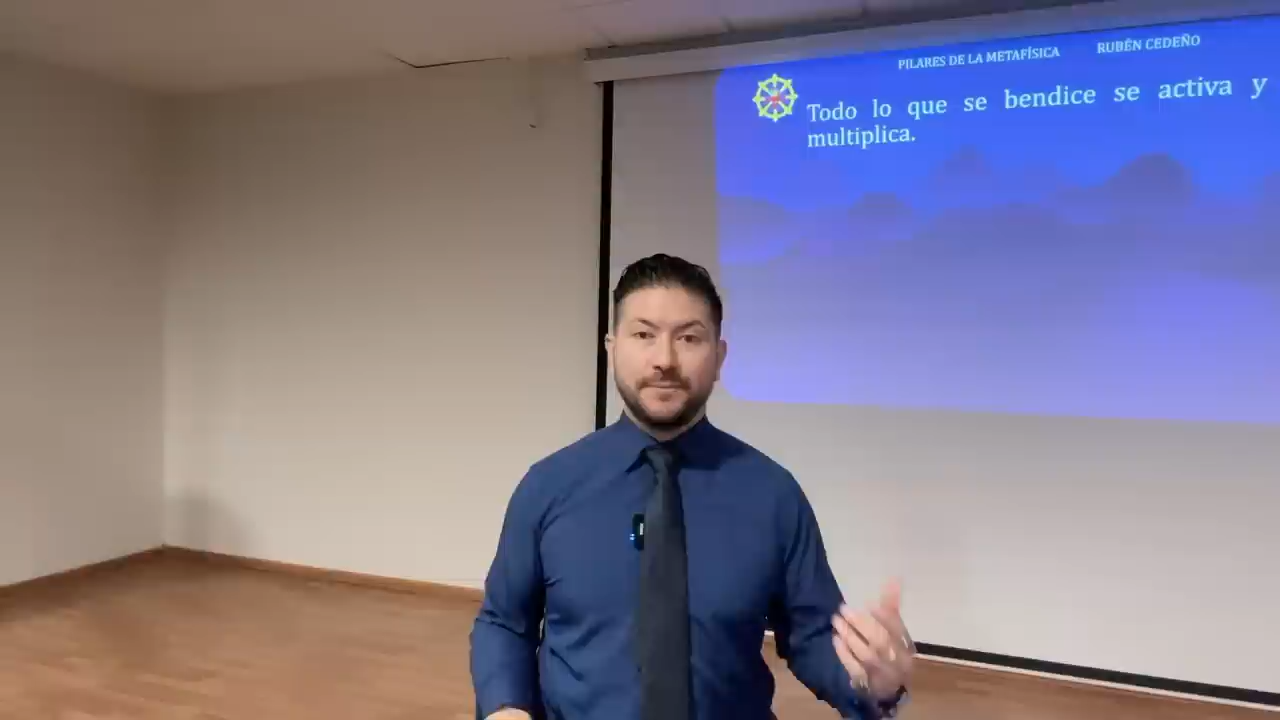 PILARES DE LA METAFÍSICA RUBÉN CEDEÑO
Todo lo que se bendice se activa y
multiplica.